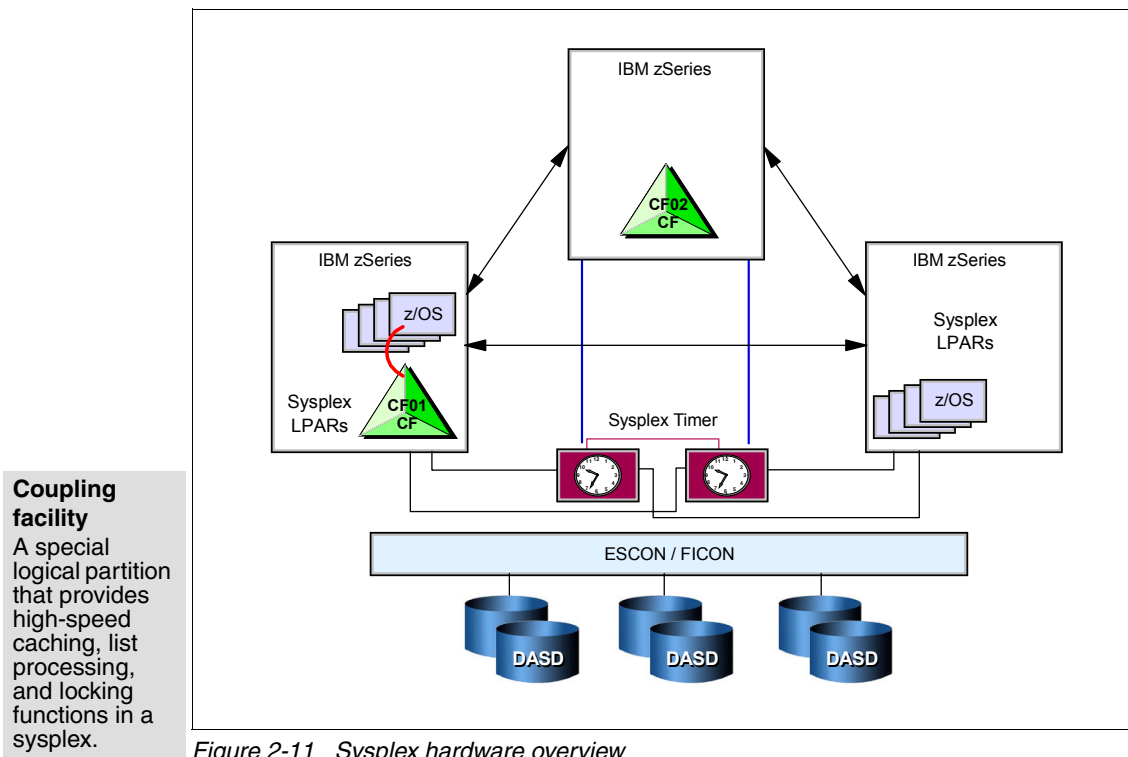 IBM zSeries
CF02
CF
IBM zSeries
z/OS
Sysplex
LPARs
CF01
CF
IBM zSeries
Sysplex
LPARs
z/OS
Sysplex Timer
ESCON / FICON
DASD
DASD
DASD
Coupling
facility
A special
logical partition
that provides
high-speed
caching, list
processing,
and locking
functions in a
sysplex.
Figure 2-11 Sysplex hardware overview